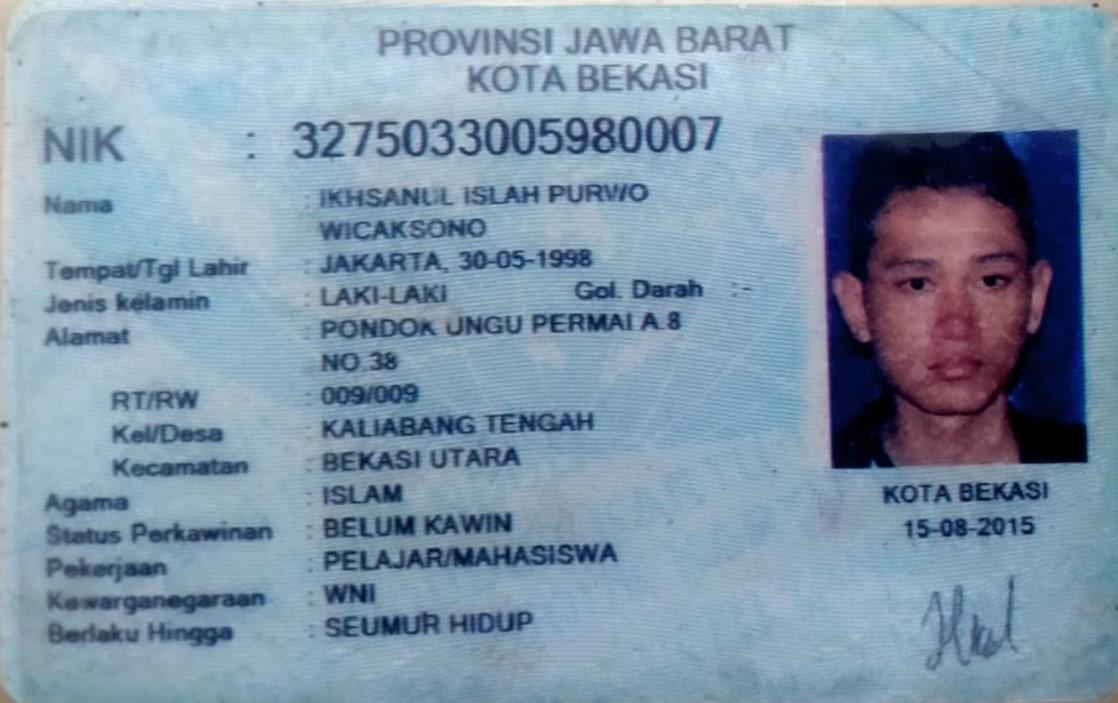 PROVINSI JAWA BARAT
KOTA BEKASI
NIK : 3275033005980007
Nama : IKHSANUL ISLAH PURWO
WICAKSONO
Tempat/Tgl Lahir : JAKARTA, 30-05-1998
Jenis kelamin : LAKI-LAKI Gol. Darah :-
Alamat : PONDOK UNGU PERMAI A.8
NO 38
RT/RW : 009/009
Kel/Desa : KALIABANG TENGAH
Kecamatan : BEKASI UTARA
Agama : ISLAM
Status Perkawinan : BELUM KAWIN
Pekerjaan : PELAJAR/MAHASISWA
Kewarganegaraan : WNI
Berlaku Hingga : SEUMUR HIDUP
KOTA BEKASI
15-08-2015